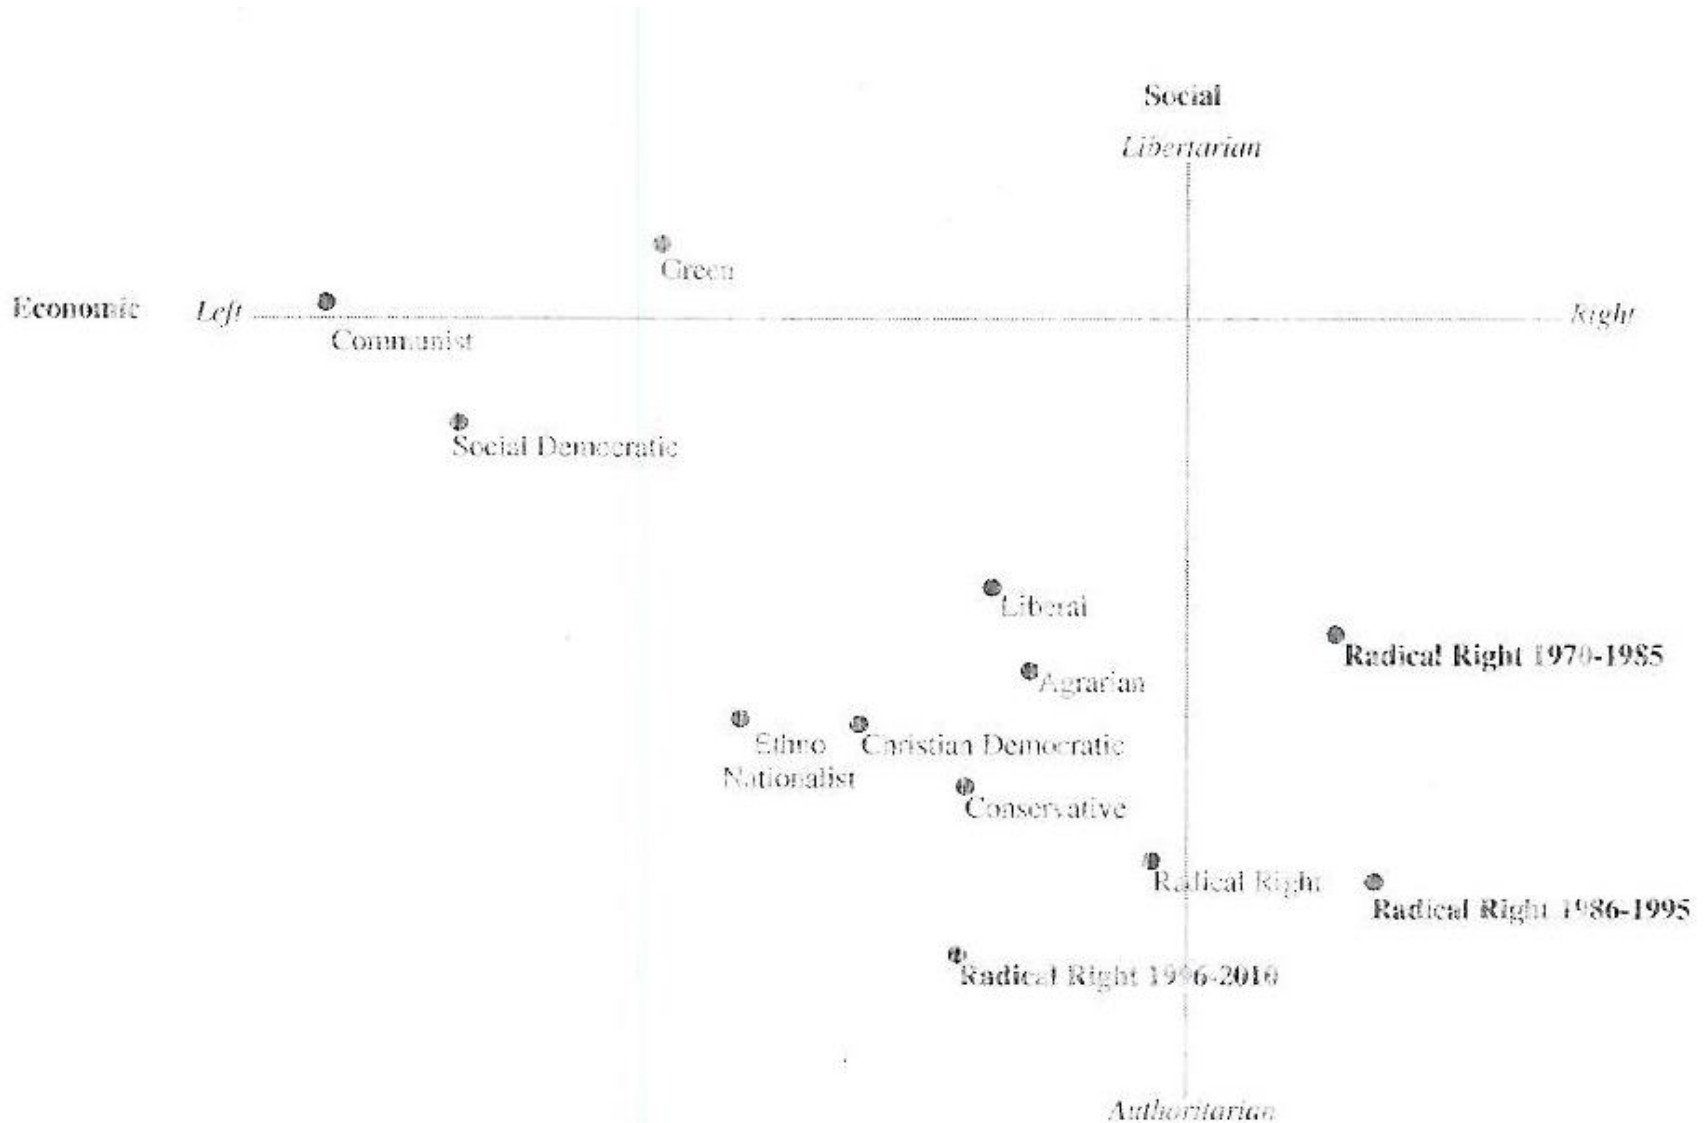 Social
Libertarian
Green
Economic Left Right
Communist
Social Democratic
Liberal
Radical Right 1970-1985
Agrarian
Ethno
Nationalist
Christian Democratic
Conservative
Radical Right
Radical Right 1986-1995
Radical Right 1996-2010
Authoritarian